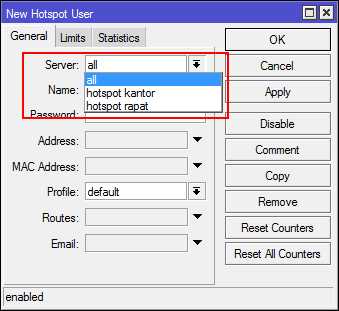 New Hotspot User
General Limits Statistics
Server: all
all
hotspot kantor
hotspot rapat
Name:
Password:
Address:
MAC Address:
Profile: default
Routes:
Email:
OK
Cancel
Apply
Disable
Comment
Copy
Remove
Reset Counters
Reset All Counters
enabled